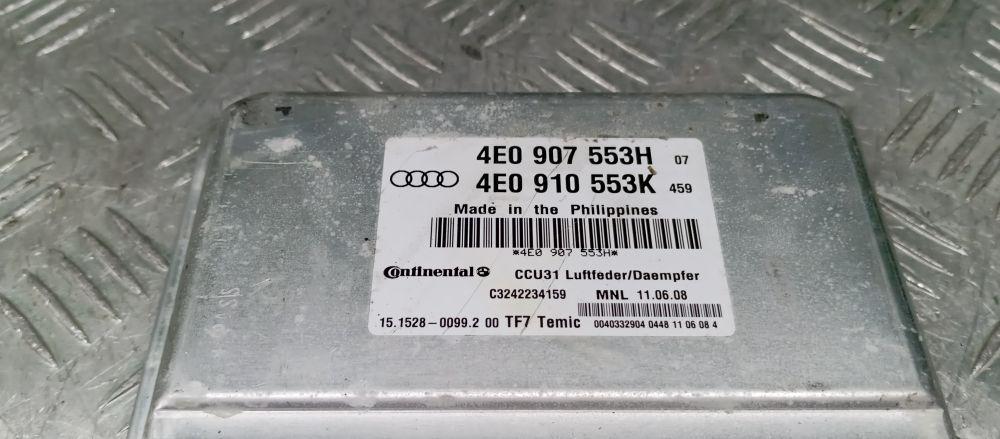 4E0 907 553H 07
4E0 910 553K 459
Made in the Philippines
*4E0 907 553H*
Continental CCU31 Luftfeder/Daempfer
C3242234159 MNL 11.06.08
15.1528-0099.2 00 TF7 Temic 0040332904 0448 11 06 08 4